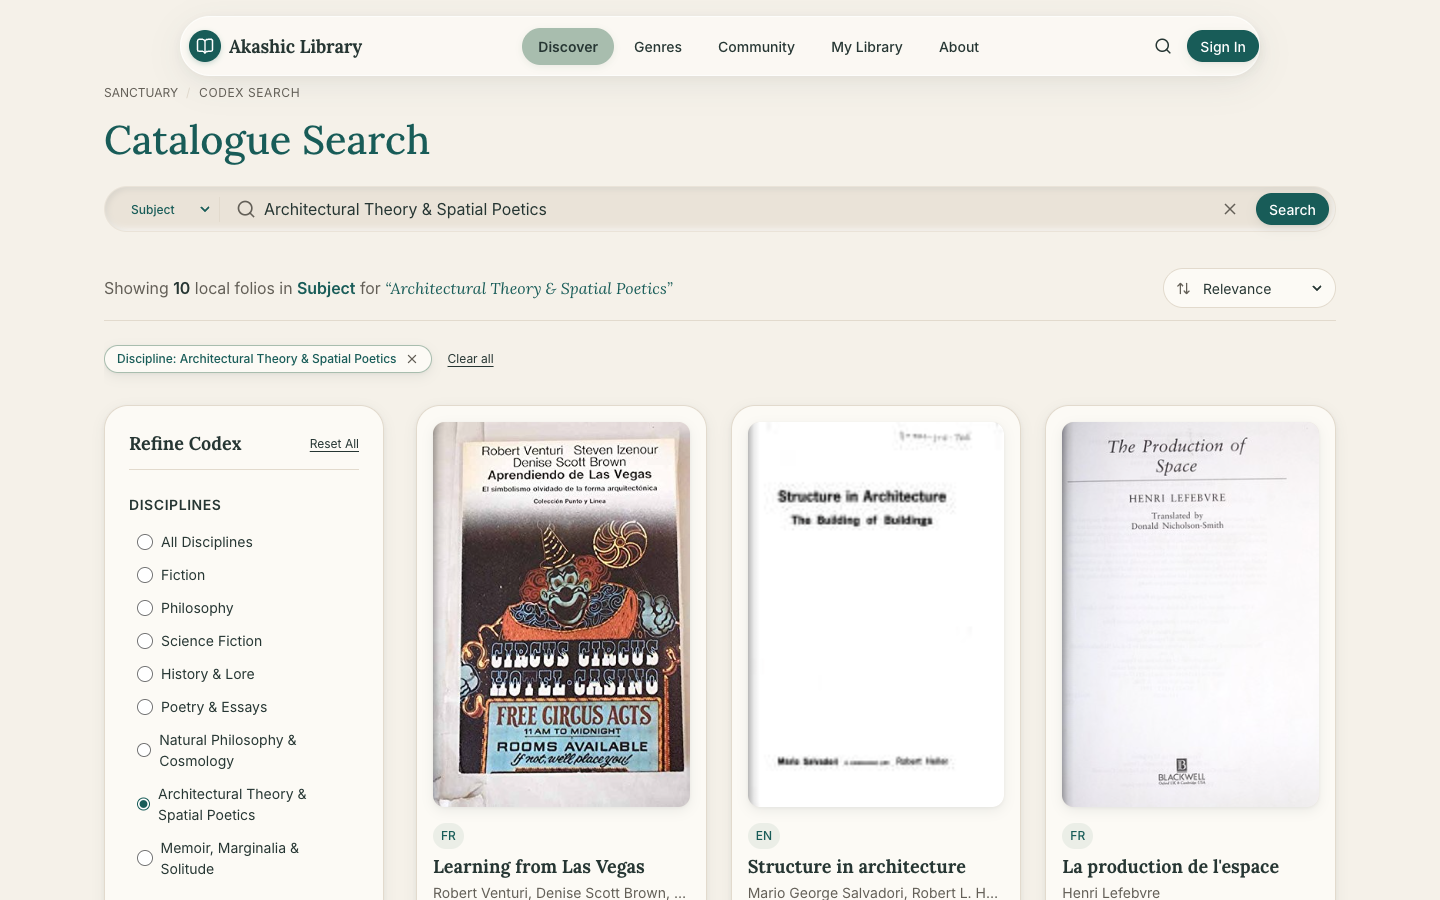 Akashic Library
Discover
Genres
Community
My Library
About
Sign In
SANCTUARY / CODEX SEARCH
Catalogue Search
Subject
Architectural Theory & Spatial Poetics
Search
Showing 10 local folios in Subject for “Architectural Theory & Spatial Poetics”
Relevance
Discipline: Architectural Theory & Spatial Poetics
Clear all
Refine Codex
Reset All
DISCIPLINES
All Disciplines
Fiction
Philosophy
Science Fiction
History & Lore
Poetry & Essays
Natural Philosophy &
Cosmology
Architectural Theory &
Spatial Poetics
Memoir, Marginalia &
Solitude
Robert Venturi Steven Izenour
Denise Scott Brown
Aprendiendo de Las Vegas
El simbolismo olvidado de la forma arquitectónica
Colección Punto y Línea
CIRCUS CIRCUS
HOTEL·CASINO
FREE CIRCUS ACTS
11 AM TO MIDNIGHT
ROOMS AVAILABLE
If not, we'll place you!
FR
Learning from Las Vegas
Robert Venturi, Denise Scott Brown, ...
Structure in Architecture
The Building of Buildings
Mario Salvadori
Robert Heller
EN
Structure in architecture
Mario George Salvadori, Robert L. H...
The Production of
Space
HENRI LEFEBVRE
Translated by
Donald Nicholson-Smith
B
BLACKWELL
FR
La production de l'espace
Henri Lefebvre